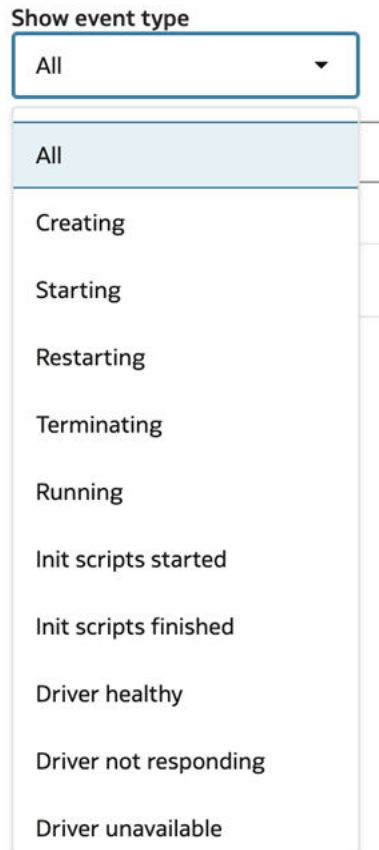 Show event type
All
All
Creating
Starting
Restarting
Terminating
Running
Init scripts started
Init scripts finished
Driver healthy
Driver not responding
Driver unavailable